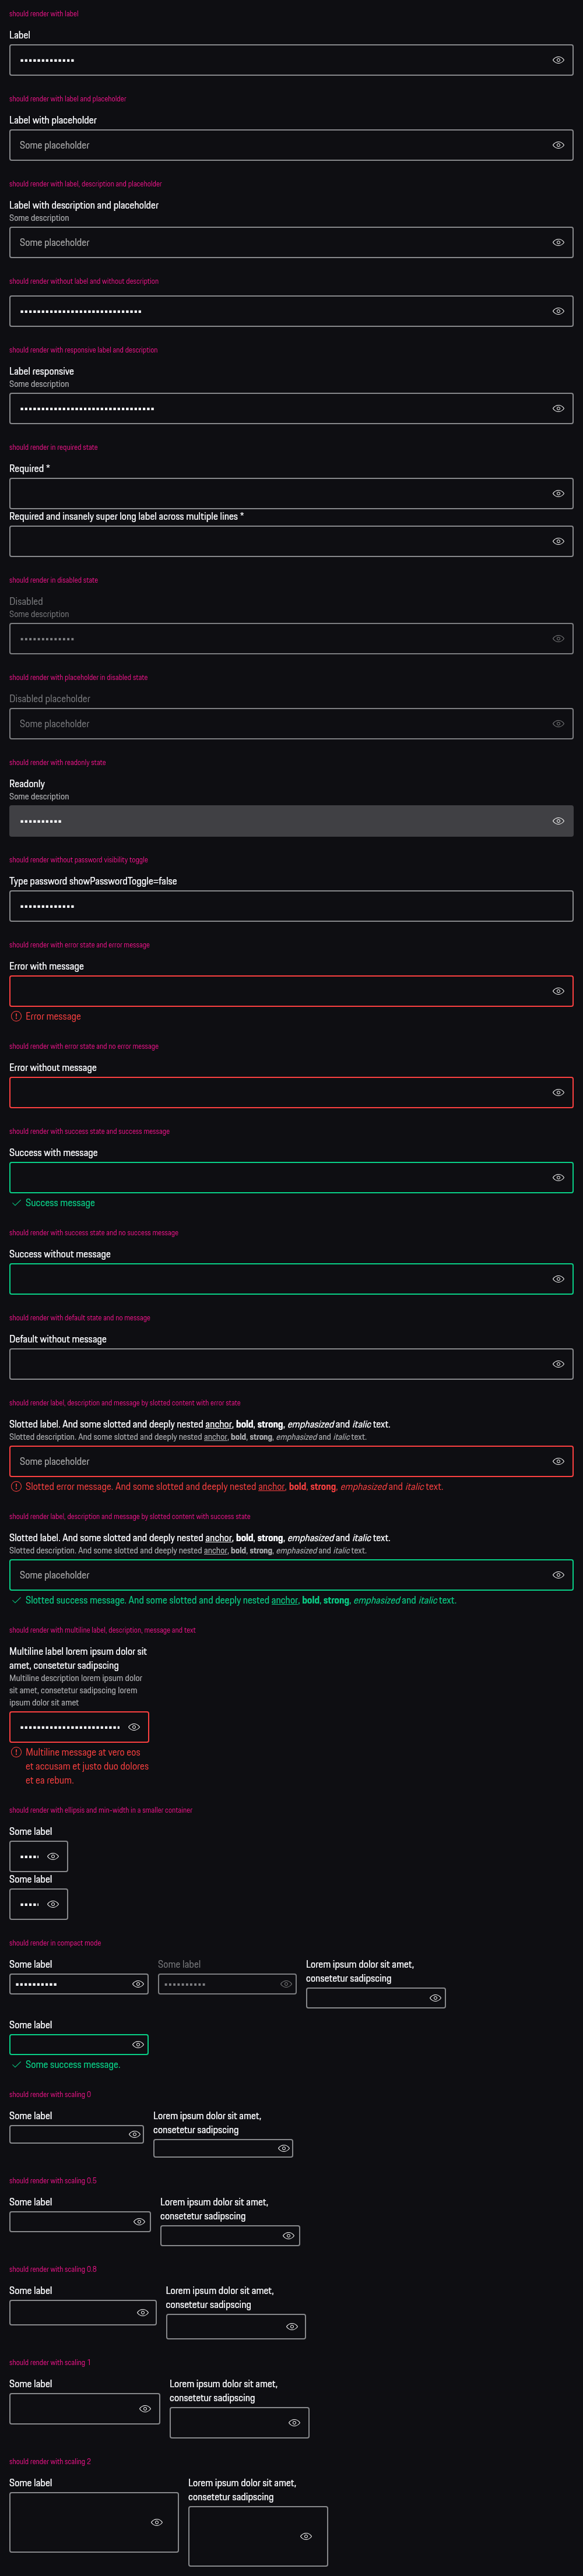 should render with label
Label
•••••••••••••
should render with label and placeholder
Label with placeholder
Some placeholder
should render with label, description and placeholder
Label with description and placeholder
Some description
Some placeholder
should render without label and without description
•••••••••••••••••••••••••••••
should render with responsive label and description
Label responsive
Some description
••••••••••••••••••••••••••••••••
should render in required state
Required *
Required and insanely super long label across multiple lines *
should render in disabled state
Disabled
Some description
•••••••••••••
should render with placeholder in disabled state
Disabled placeholder
Some placeholder
should render with readonly state
Readonly
Some description
••••••••••
should render without password visibility toggle
Type password showPasswordToggle=false
•••••••••••••
should render with error state and error message
Error with message
Error message
should render with error state and no error message
Error without message
should render with success state and success message
Success with message
Success message
should render with success state and no success message
Success without message
should render with default state and no message
Default without message
should render label, description and message by slotted content with error state
Slotted label. And some slotted and deeply nested anchor, bold, strong, emphasized and italic text.
Slotted description. And some slotted and deeply nested anchor, bold, strong, emphasized and italic text.
Some placeholder
Slotted error message. And some slotted and deeply nested anchor, bold, strong, emphasized and italic text.
should render label, description and message by slotted content with success state
Slotted label. And some slotted and deeply nested anchor, bold, strong, emphasized and italic text.
Slotted description. And some slotted and deeply nested anchor, bold, strong, emphasized and italic text.
Some placeholder
Slotted success message. And some slotted and deeply nested anchor, bold, strong, emphasized and italic text.
should render with multiline label, description, message and text
Multiline label lorem ipsum dolor sit
amet, consetetur sadipscing
Multiline description lorem ipsum dolor
sit amet, consetetur sadipscing lorem
ipsum dolor sit amet
••••••••••••••••••••••••
Multiline message at vero eos
et accusam et justo duo dolores
et ea rebum.
should render with ellipsis and min-width in a smaller container
Some label
•••••
Some label
•••••
should render in compact mode
Some label
••••••••••
Some label
••••••••••
Lorem ipsum dolor sit amet,
consetetur sadipscing
Some label
Some success message.
should render with scaling 0
Some label
Lorem ipsum dolor sit amet,
consetetur sadipscing
should render with scaling 0.5
Some label
Lorem ipsum dolor sit amet,
consetetur sadipscing
should render with scaling 0.8
Some label
Lorem ipsum dolor sit amet,
consetetur sadipscing
should render with scaling 1
Some label
Lorem ipsum dolor sit amet,
consetetur sadipscing
should render with scaling 2
Some label
Lorem ipsum dolor sit amet,
consetetur sadipscing